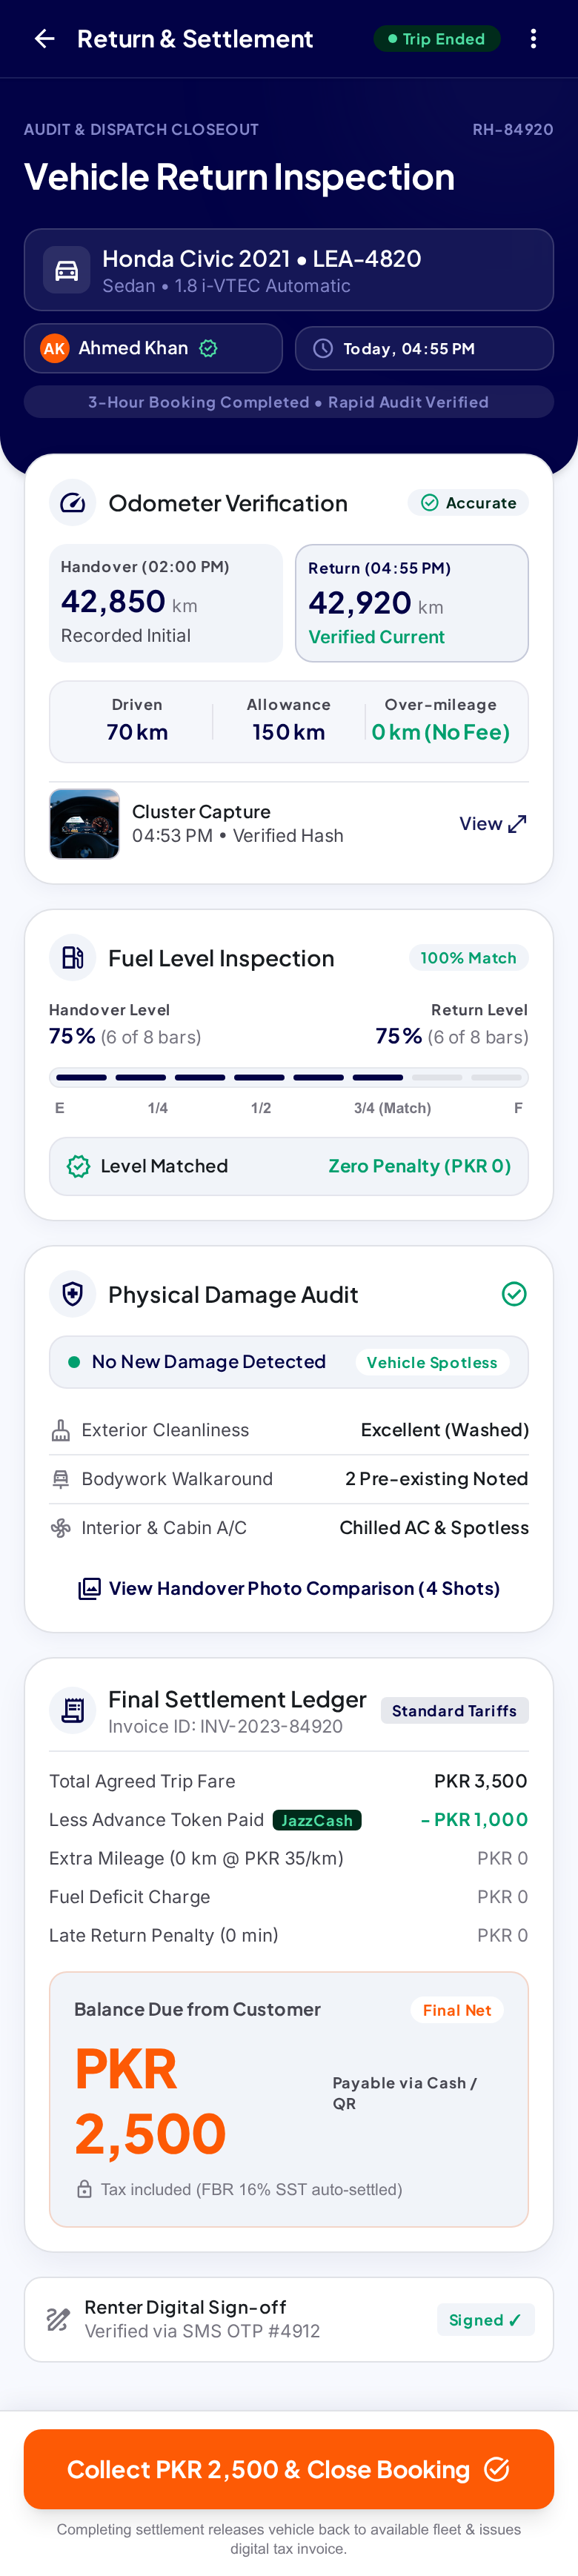 Return & Settlement
Trip Ended
AUDIT & DISPATCH CLOSEOUT
RH-84920
Vehicle Return Inspection
Honda Civic 2021 • LEA-4820
Sedan • 1.8 i-VTEC Automatic
AK Ahmed Khan
Today, 04:55 PM
3-Hour Booking Completed • Rapid Audit Verified
Odometer Verification
Accurate
Handover (02:00 PM)
42,850 km
Recorded Initial
Return (04:55 PM)
42,920 km
Verified Current
Driven
70 km
Allowance
150 km
Over-mileage
0 km (No Fee)
Cluster Capture
04:53 PM • Verified Hash
View
Fuel Level Inspection
100% Match
Handover Level
75% (6 of 8 bars)
Return Level
75% (6 of 8 bars)
E 1/4 1/2 3/4 (Match) F
Level Matched
Zero Penalty (PKR 0)
Physical Damage Audit
No New Damage Detected
Vehicle Spotless
Exterior Cleanliness
Excellent (Washed)
Bodywork Walkaround
2 Pre-existing Noted
Interior & Cabin A/C
Chilled AC & Spotless
View Handover Photo Comparison (4 Shots)
Final Settlement Ledger
Invoice ID: INV-2023-84920
Standard Tariffs
Total Agreed Trip Fare
PKR 3,500
Less Advance Token Paid JazzCash
- PKR 1,000
Extra Mileage (0 km @ PKR 35/km)
PKR 0
Fuel Deficit Charge
PKR 0
Late Return Penalty (0 min)
PKR 0
Balance Due from Customer
Final Net
PKR
2,500
Payable via Cash /
QR
Tax included (FBR 16% SST auto-settled)
Renter Digital Sign-off
Verified via SMS OTP #4912
Signed ✓
Collect PKR 2,500 & Close Booking
Completing settlement releases vehicle back to available fleet & issues
digital tax invoice.